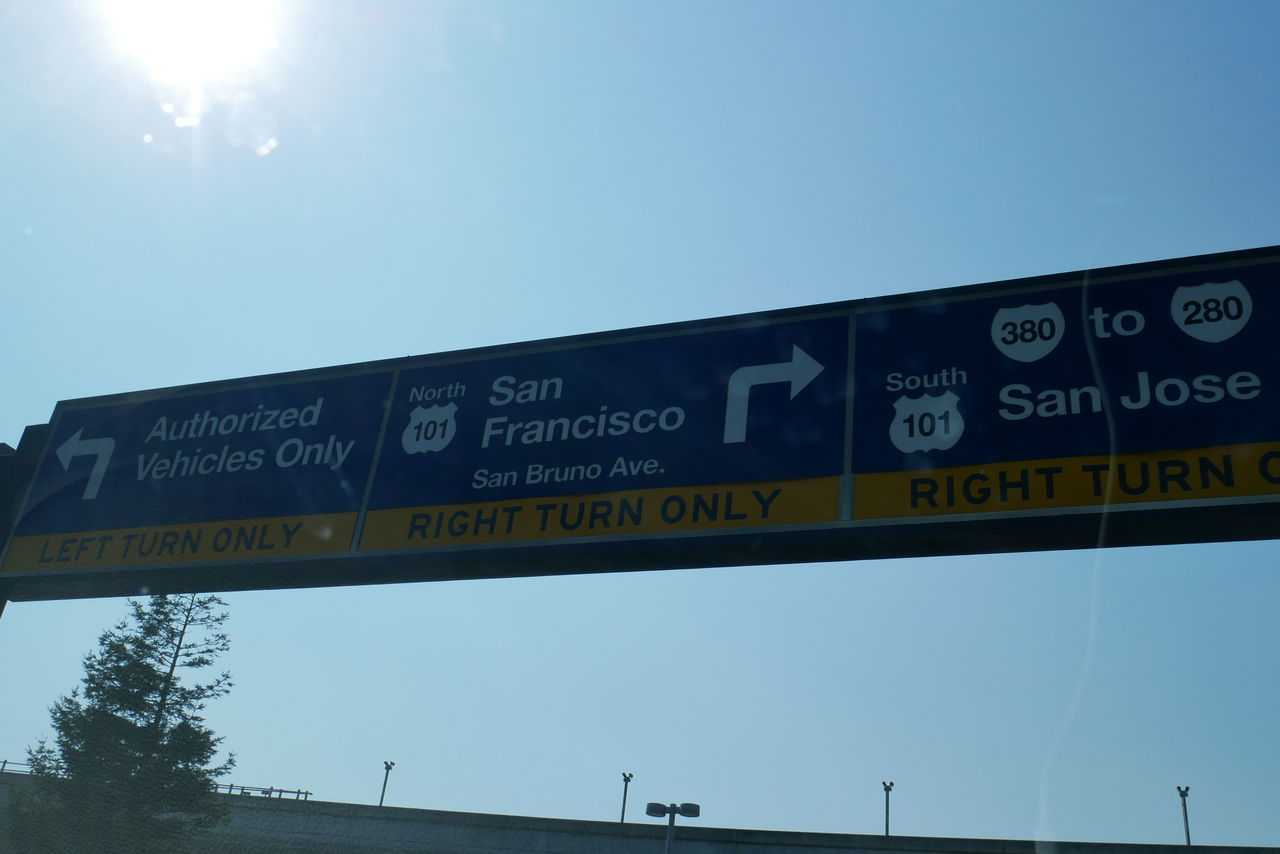 Authorized
Vehicles Only
LEFT TURN ONLY
North
101
San
Francisco
San Bruno Ave.
RIGHT TURN ONLY
380 to 280
South
101
San Jose
RIGHT TURN O